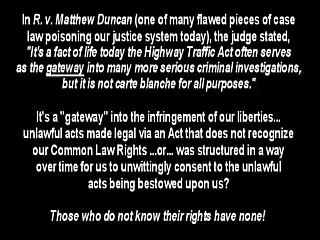 In R. v. Matthew Duncan (one of many flawed pieces of case
law poisoning our justice system today), the judge stated,
"It's a fact of life today the Highway Traffic Act often serves
as the gateway into many more serious criminal investigations,
but it is not carte blanche for all purposes."
It's a "gateway" into the infringement of our liberties...
unlawful acts made legal via an Act that does not recognize
our Common Law Rights ...or... was structured in a way
over time for us to unwittingly consent to the unlawful
acts being bestowed upon us?
Those who do not know their rights have none!